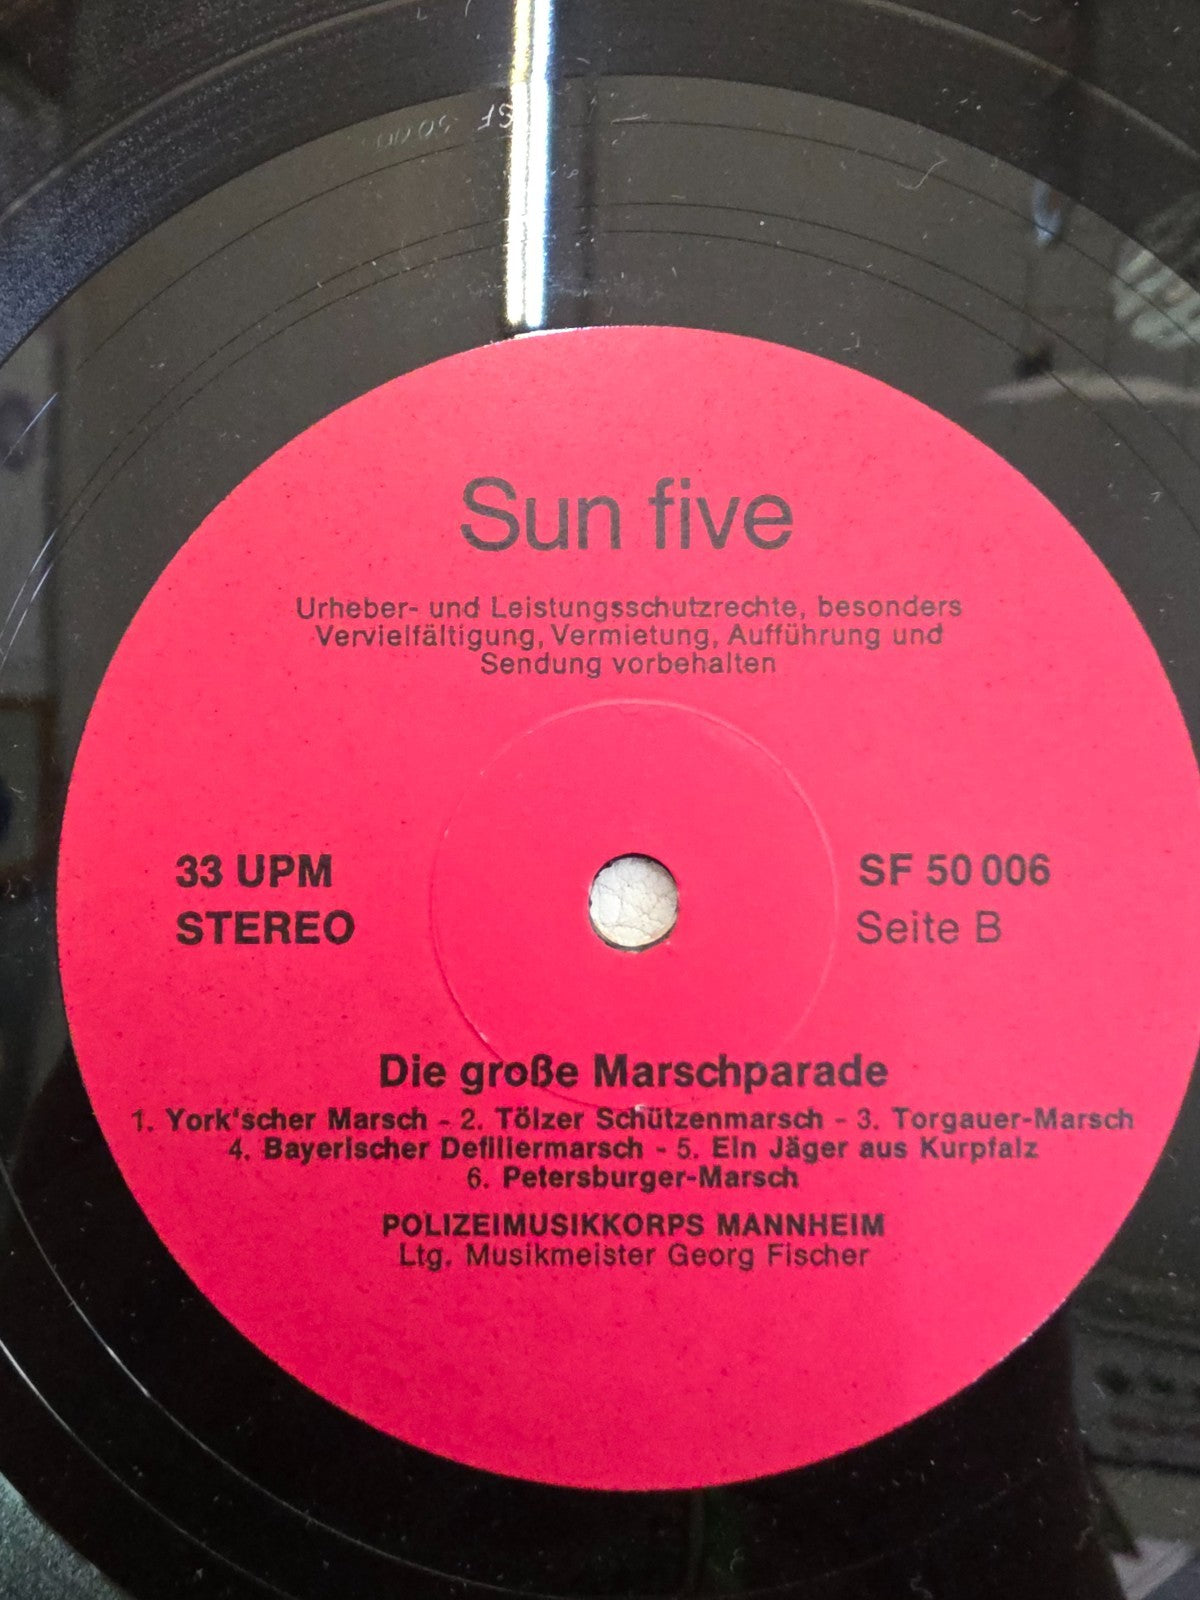 Sun five
Urheber- und Leistungsschutzrechte, besonders
Vervielfältigung, Vermietung, Aufführung und
Sendung vorbehalten
33 UPM
STEREO
SF 50 006
Seite B
Die große Marschparade
1. York'scher Marsch - 2. Tölzer Schützenmarsch - 3. Torgauer-Marsch
4. Bayerischer Defiliermarsch - 5. Ein Jäger aus Kurpfalz
6. Petersburger-Marsch
POLIZEIMUSIKKORPS MANNHEIM
Ltg. Musikmeister Georg Fischer